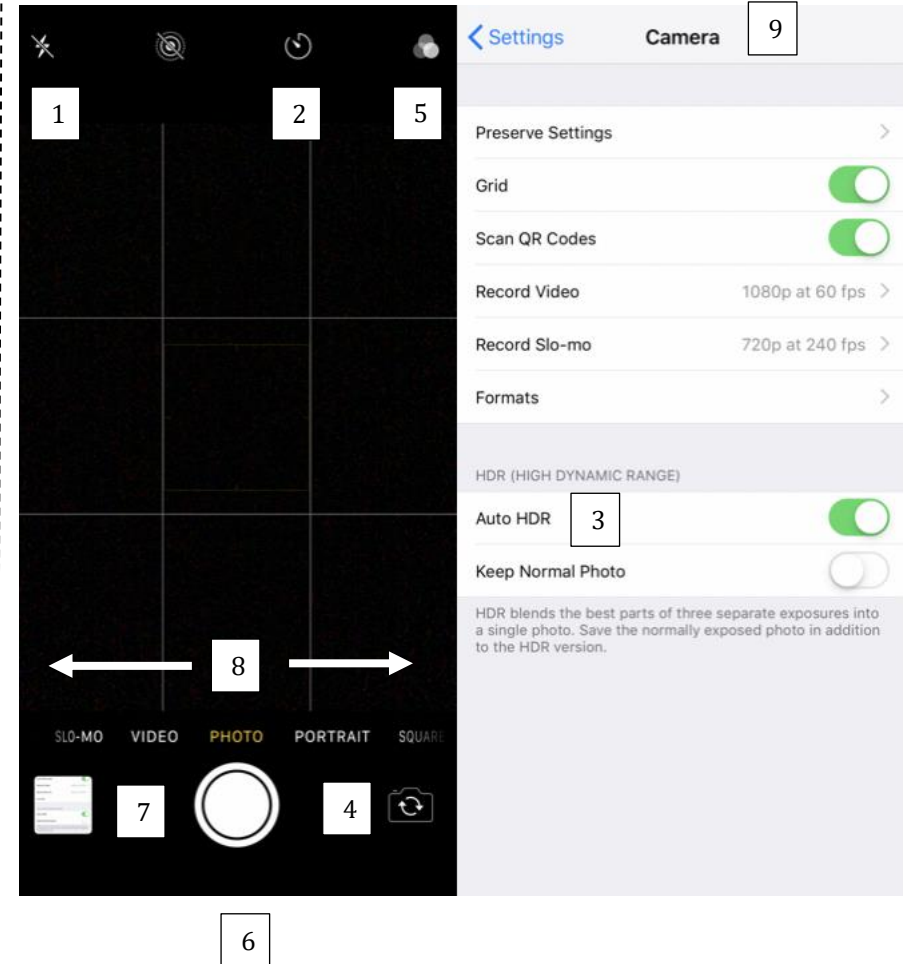 1
2
5
8
SLO-MO VIDEO PHOTO PORTRAIT SQUARE
7
4
6
Settings Camera 9
Preserve Settings
Grid
Scan QR Codes
Record Video 1080p at 60 fps
Record Slo-mo 720p at 240 fps
Formats
HDR (HIGH DYNAMIC RANGE)
Auto HDR 3
Keep Normal Photo
HDR blends the best parts of three separate exposures into
a single photo. Save the normally exposed photo in addition
to the HDR version.